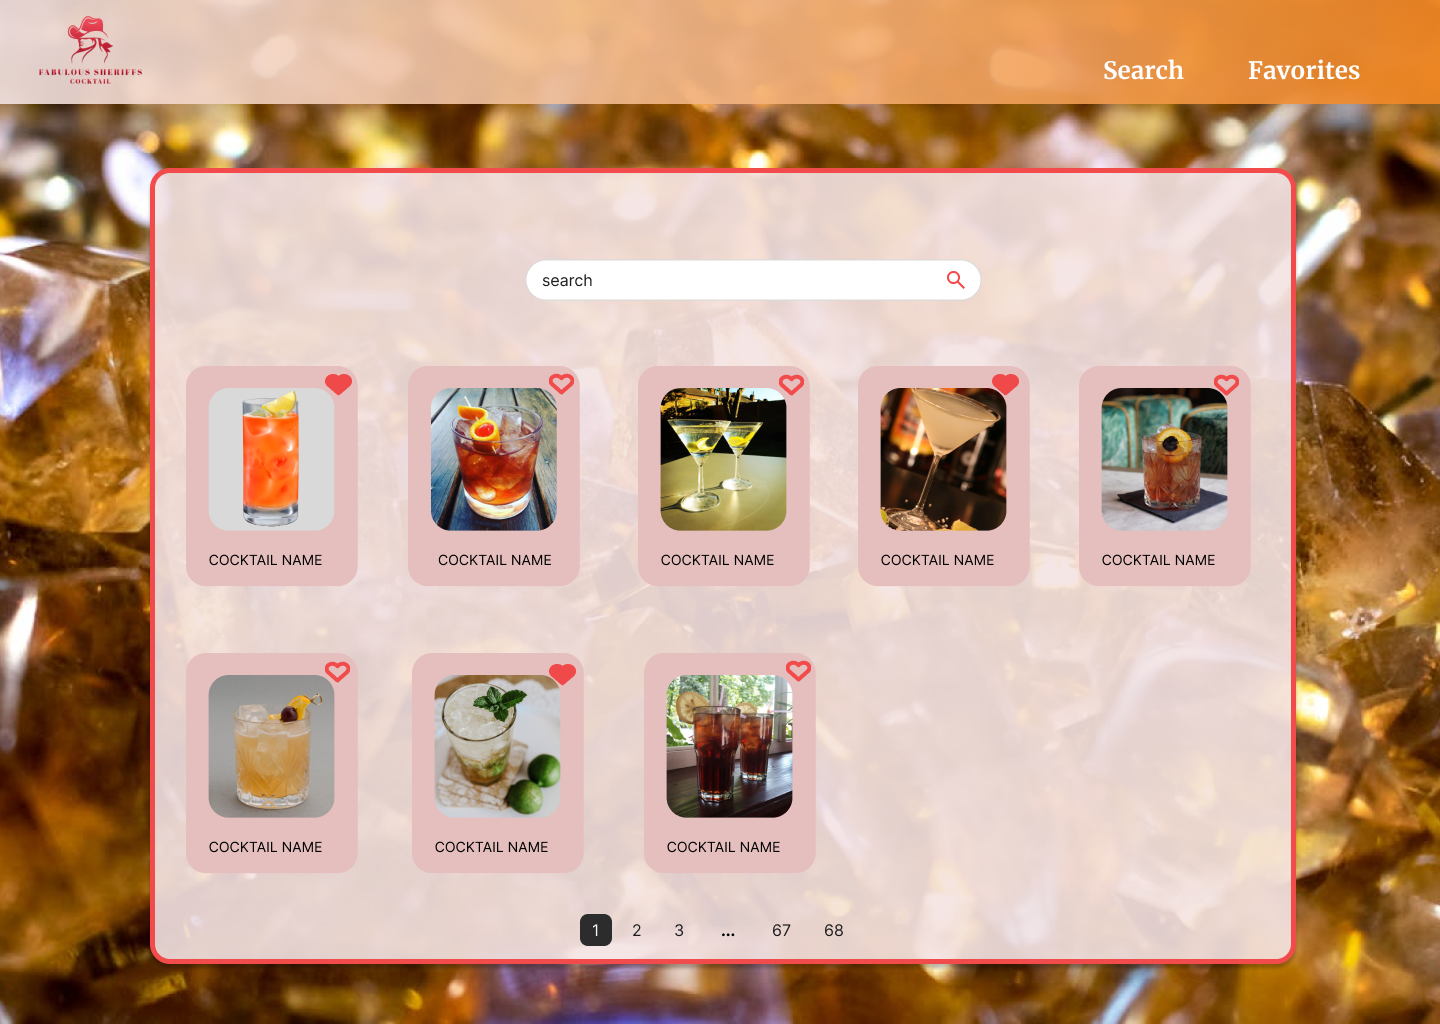 FABULOUS SHERIFFS
COCKTAIL
Search Favorites
search
COCKTAIL NAME COCKTAIL NAME COCKTAIL NAME COCKTAIL NAME COCKTAIL NAME
COCKTAIL NAME COCKTAIL NAME COCKTAIL NAME
1 2 3 ... 67 68